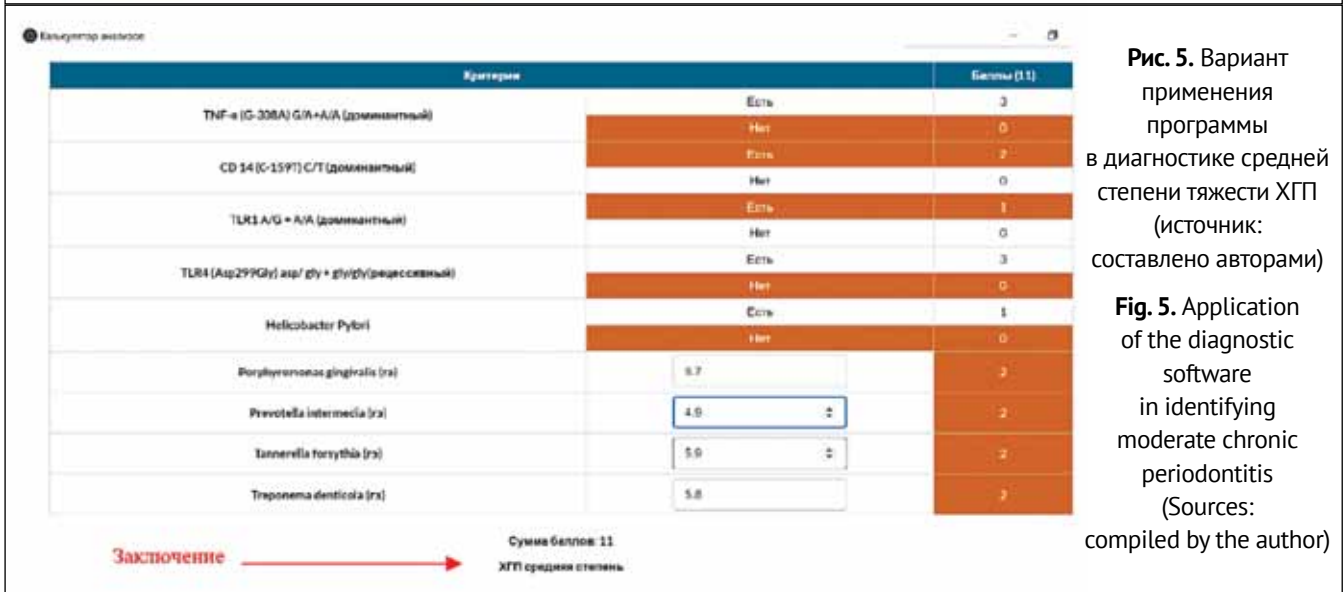 Калькулятор анализов
Критерии Баллы (11)
TNF-α (G-308A) G/A+A/A (доминантный) Есть 3
Нет 0
CD 14 (C-159T) C/T (доминантный) Есть 2
Нет 0
TLR1 A/G + A/A (доминантный) Есть 1
Нет 0
TLR4 (Asp299Gly) asp/ gly + gly/gly(рецессивный) Есть 3
Нет 0
Helicobacter Pylori Есть 1
Нет 0
Porphyromonas gingivalis (гэ) 2
Prevotella intermecia (гэ) 4.9 2
Tannerella forsythia (гэ) 5.9 2
Treponema denticola (гэ) 5.8 2
Заключение
Сумма баллов: 11
ХГП средняя степень
Рис. 5. Вариант
применения
программы
в диагностике средней
степени тяжести ХГП
(источник:
составлено авторами)
Fig. 5. Application
of the diagnostic
software
in identifying
moderate chronic
periodontitis
(Sources:
compiled by the author)